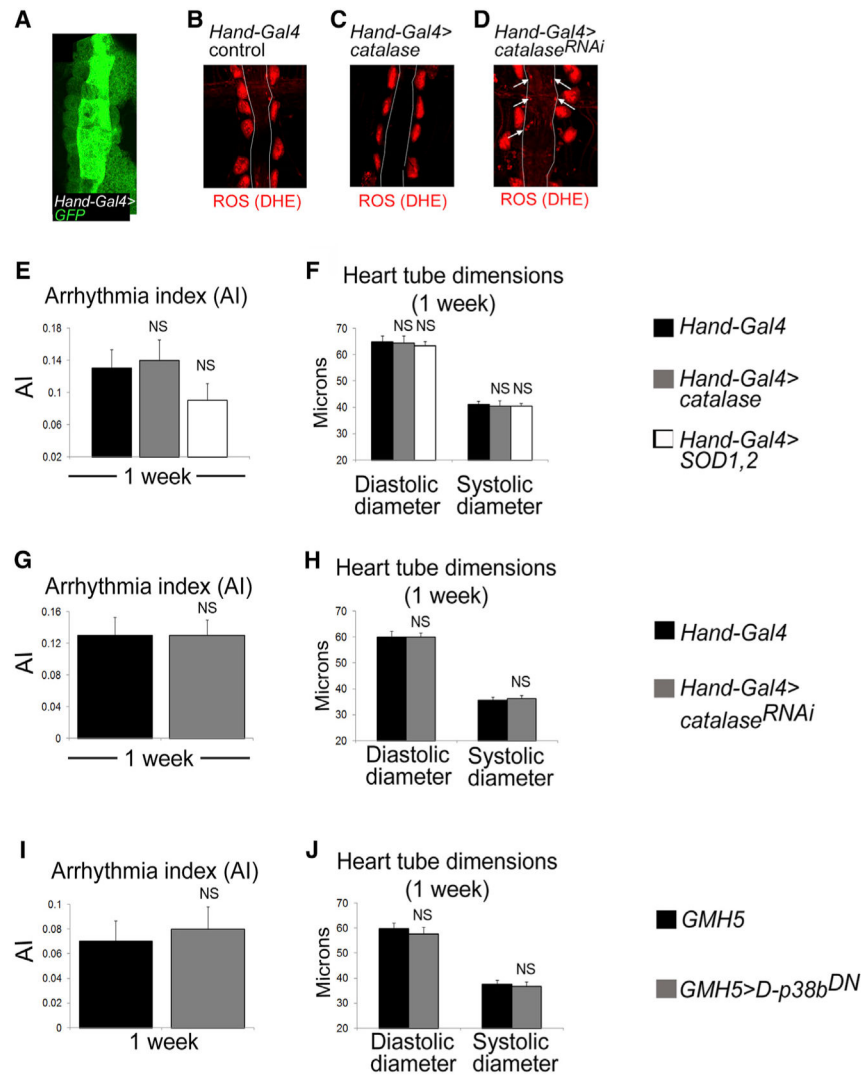 A
Hand-Gal4>
GFP
B
Hand-Gal4
control
ROS (DHE)
C
Hand-Gal4>
catalase
ROS (DHE)
D
Hand-Gal4>
catalaseRNAi
ROS (DHE)
E
Arrhythmia index (AI)
AI
0.18
0.14
0.1
0.06
0.02
NS
NS
1 week
F
Heart tube dimensions
(1 week)
Microns
70
60
50
40
30
20
NS NS
NS NS
Diastolic
diameter
Systolic
diameter
Hand-Gal4
Hand-Gal4>
catalase
Hand-Gal4>
SOD1,2
G
Arrhythmia index (AI)
AI
0.16
0.12
0.08
0.04
0
NS
1 week
H
Heart tube dimensions
(1 week)
Microns
70
60
50
40
30
20
NS
NS
Diastolic
diameter
Systolic
diameter
Hand-Gal4
Hand-Gal4>
catalaseRNAi
I
Arrhythmia index (AI)
AI
0.1
0.08
0.06
0.04
0.02
0
NS
1 week
J
Heart tube dimensions
(1 week)
Microns
70
60
50
40
30
20
NS
NS
Diastolic
diameter
Systolic
diameter
GMH5
GMH5>D-p38bDN